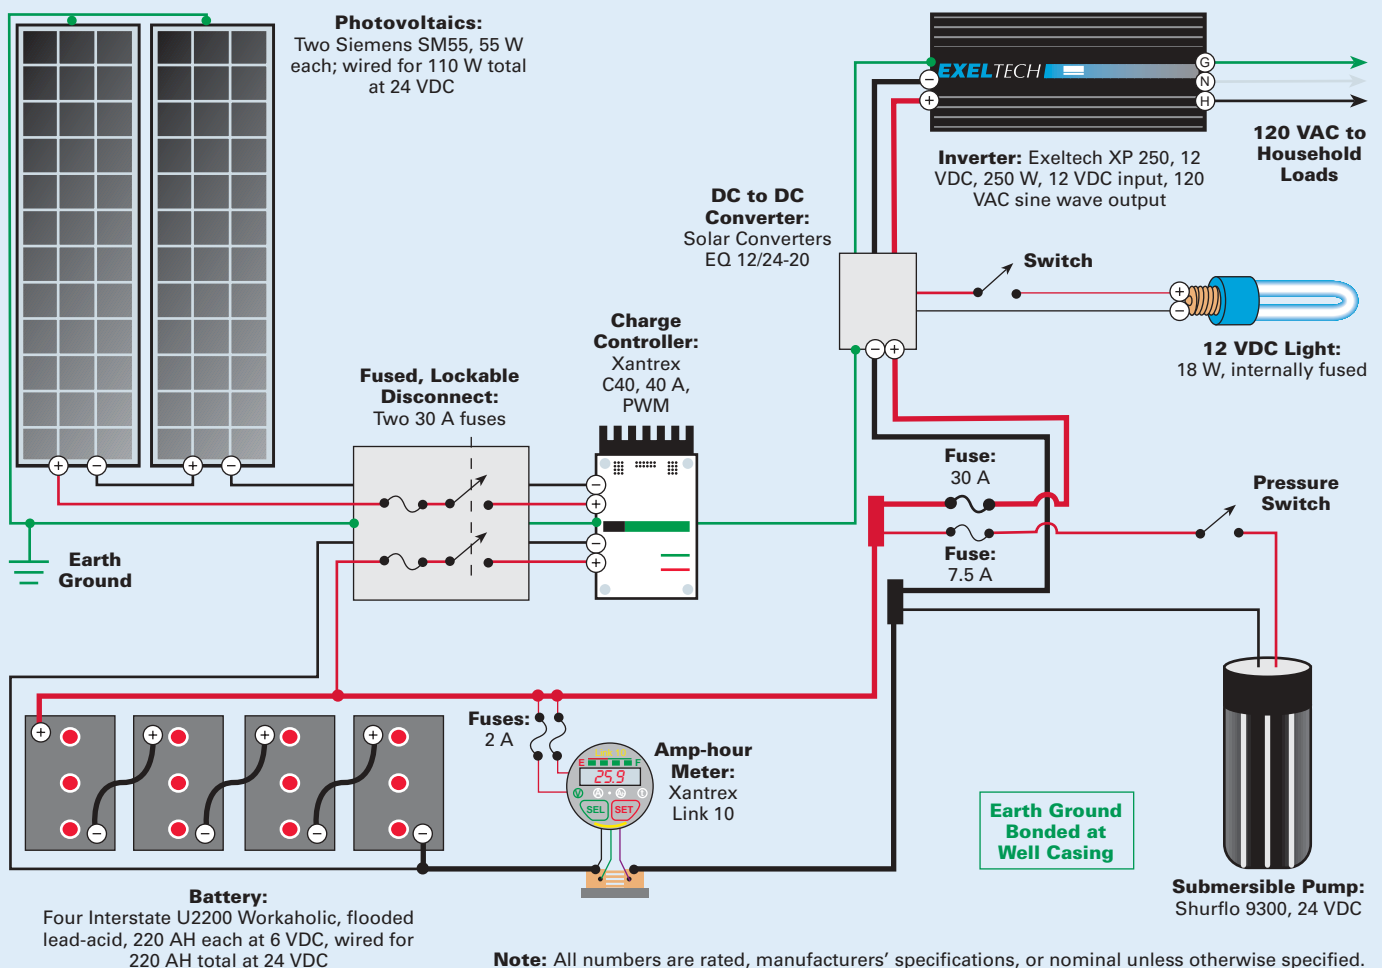 Photovoltaics:
Two Siemens SM55, 55 W
each; wired for 110 W total
at 24 VDC
EXELTECH
G
N
H
120 VAC to
Household
Loads
Inverter: Exeltech XP 250, 12
VDC, 250 W, 12 VDC input, 120
VAC sine wave output
DC to DC
Converter:
Solar Converters
EQ 12/24-20
Switch
12 VDC Light:
18 W, internally fused
Charge
Controller:
Xantrex
C40, 40 A,
PWM
Fused, Lockable
Disconnect:
Two 30 A fuses
Fuse:
30 A
Fuse:
7.5 A
Pressure
Switch
Earth
Ground
Fuses:
2 A
Link 10
E F
25.9
V A Ah t
SEL SET
Amp-hour
Meter:
Xantrex
Link 10
Earth Ground
Bonded at
Well Casing
Submersible Pump:
Shurflo 9300, 24 VDC
Battery:
Four Interstate U2200 Workaholic, flooded
lead-acid, 220 AH each at 6 VDC, wired for
220 AH total at 24 VDC
Note: All numbers are rated, manufacturers' specifications, or nominal unless otherwise specified.